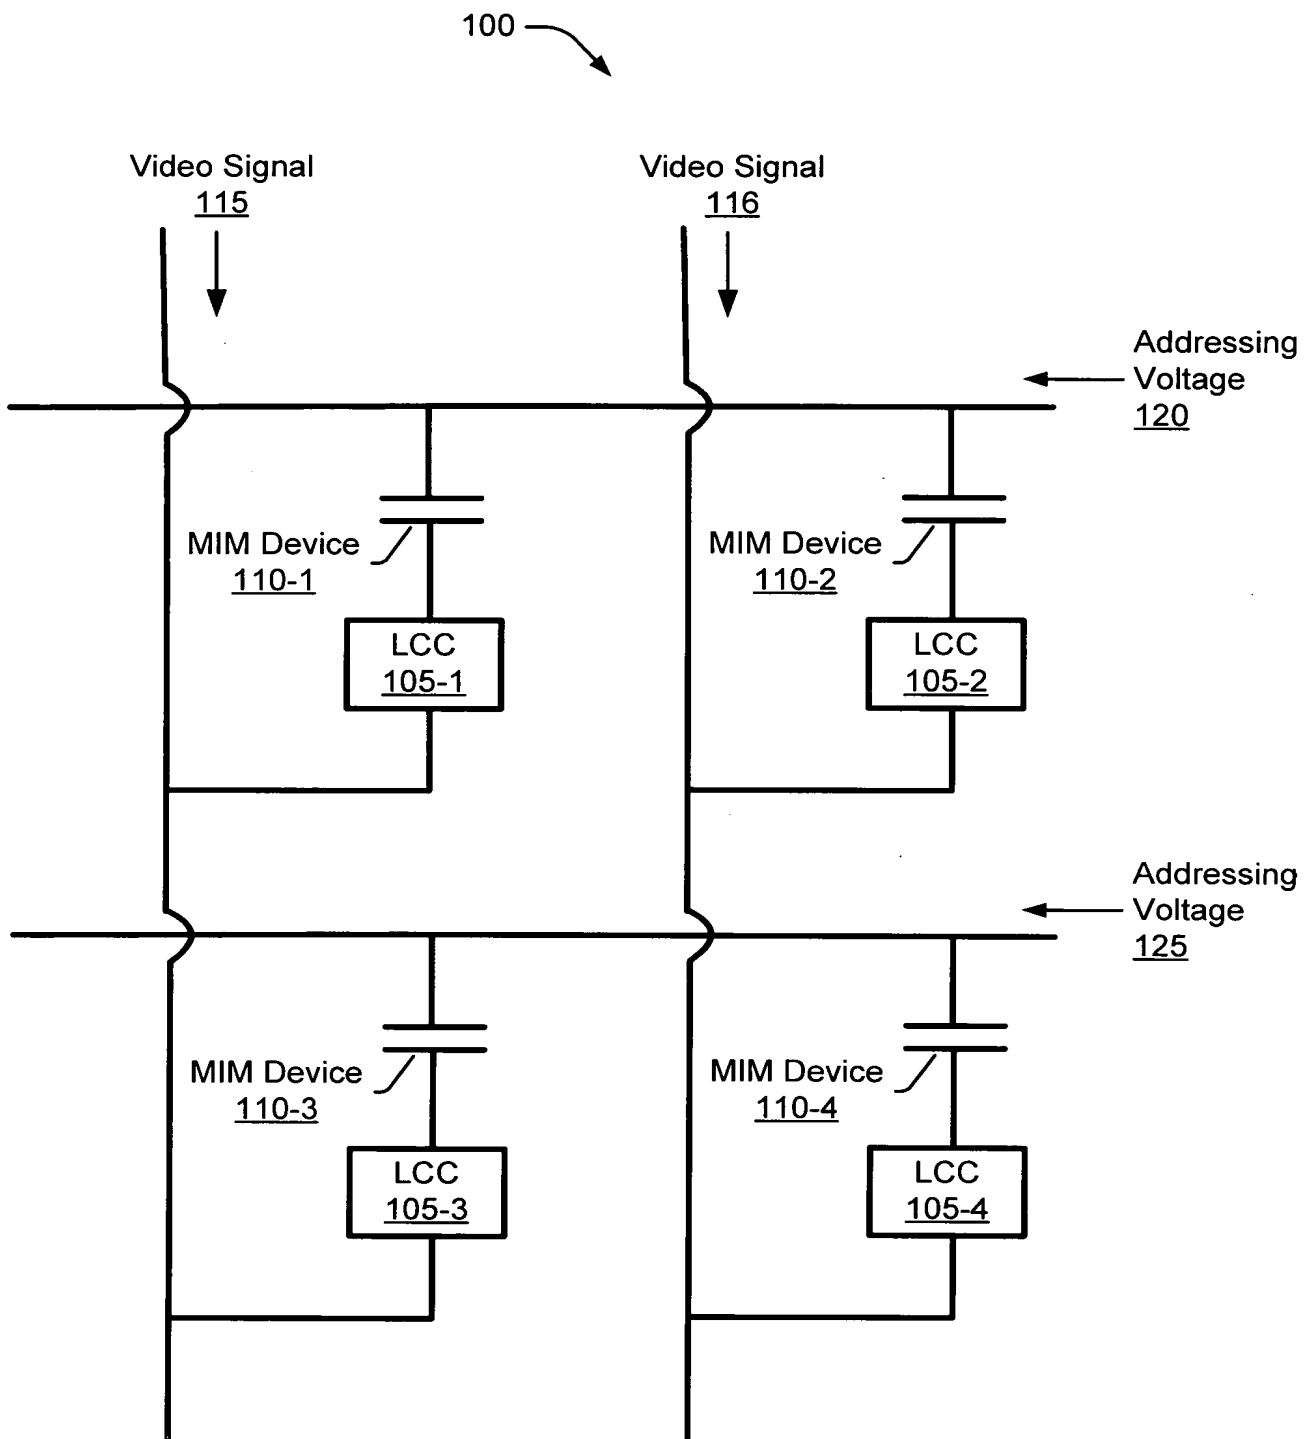 100
Video Signal
115
Video Signal
116
Addressing
Voltage
120
MIM Device
110-1
MIM Device
110-2
LCC
105-1
LCC
105-2
Addressing
Voltage
125
MIM Device
110-3
MIM Device
110-4
LCC
105-3
LCC
105-4